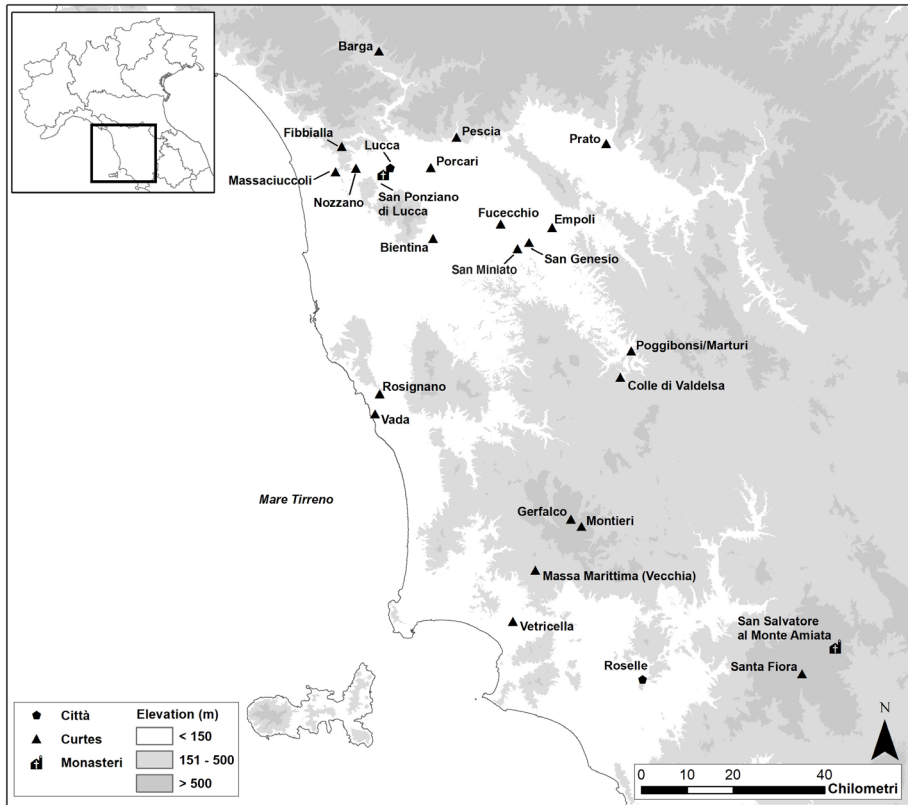 Barga
Fibbialla
Lucca
Pescia
Prato
Massaciuccoli
Nozzano
Porcari
San Ponziano
di Lucca
Fucecchio
Empoli
Bientina
San Miniato
San Genesio
Poggibonsi/Marturi
Colle di Valdelsa
Rosignano
Vada
Mare Tirreno
Gerfalco
Montieri
Massa Marittima (Vecchia)
Vetricella
San Salvatore
al Monte Amiata
Roselle
Santa Fiora
Città
Curtes
Monasteri
Elevation (m)
< 150
151 - 500
> 500
N
0 10 20 40
Chilometri